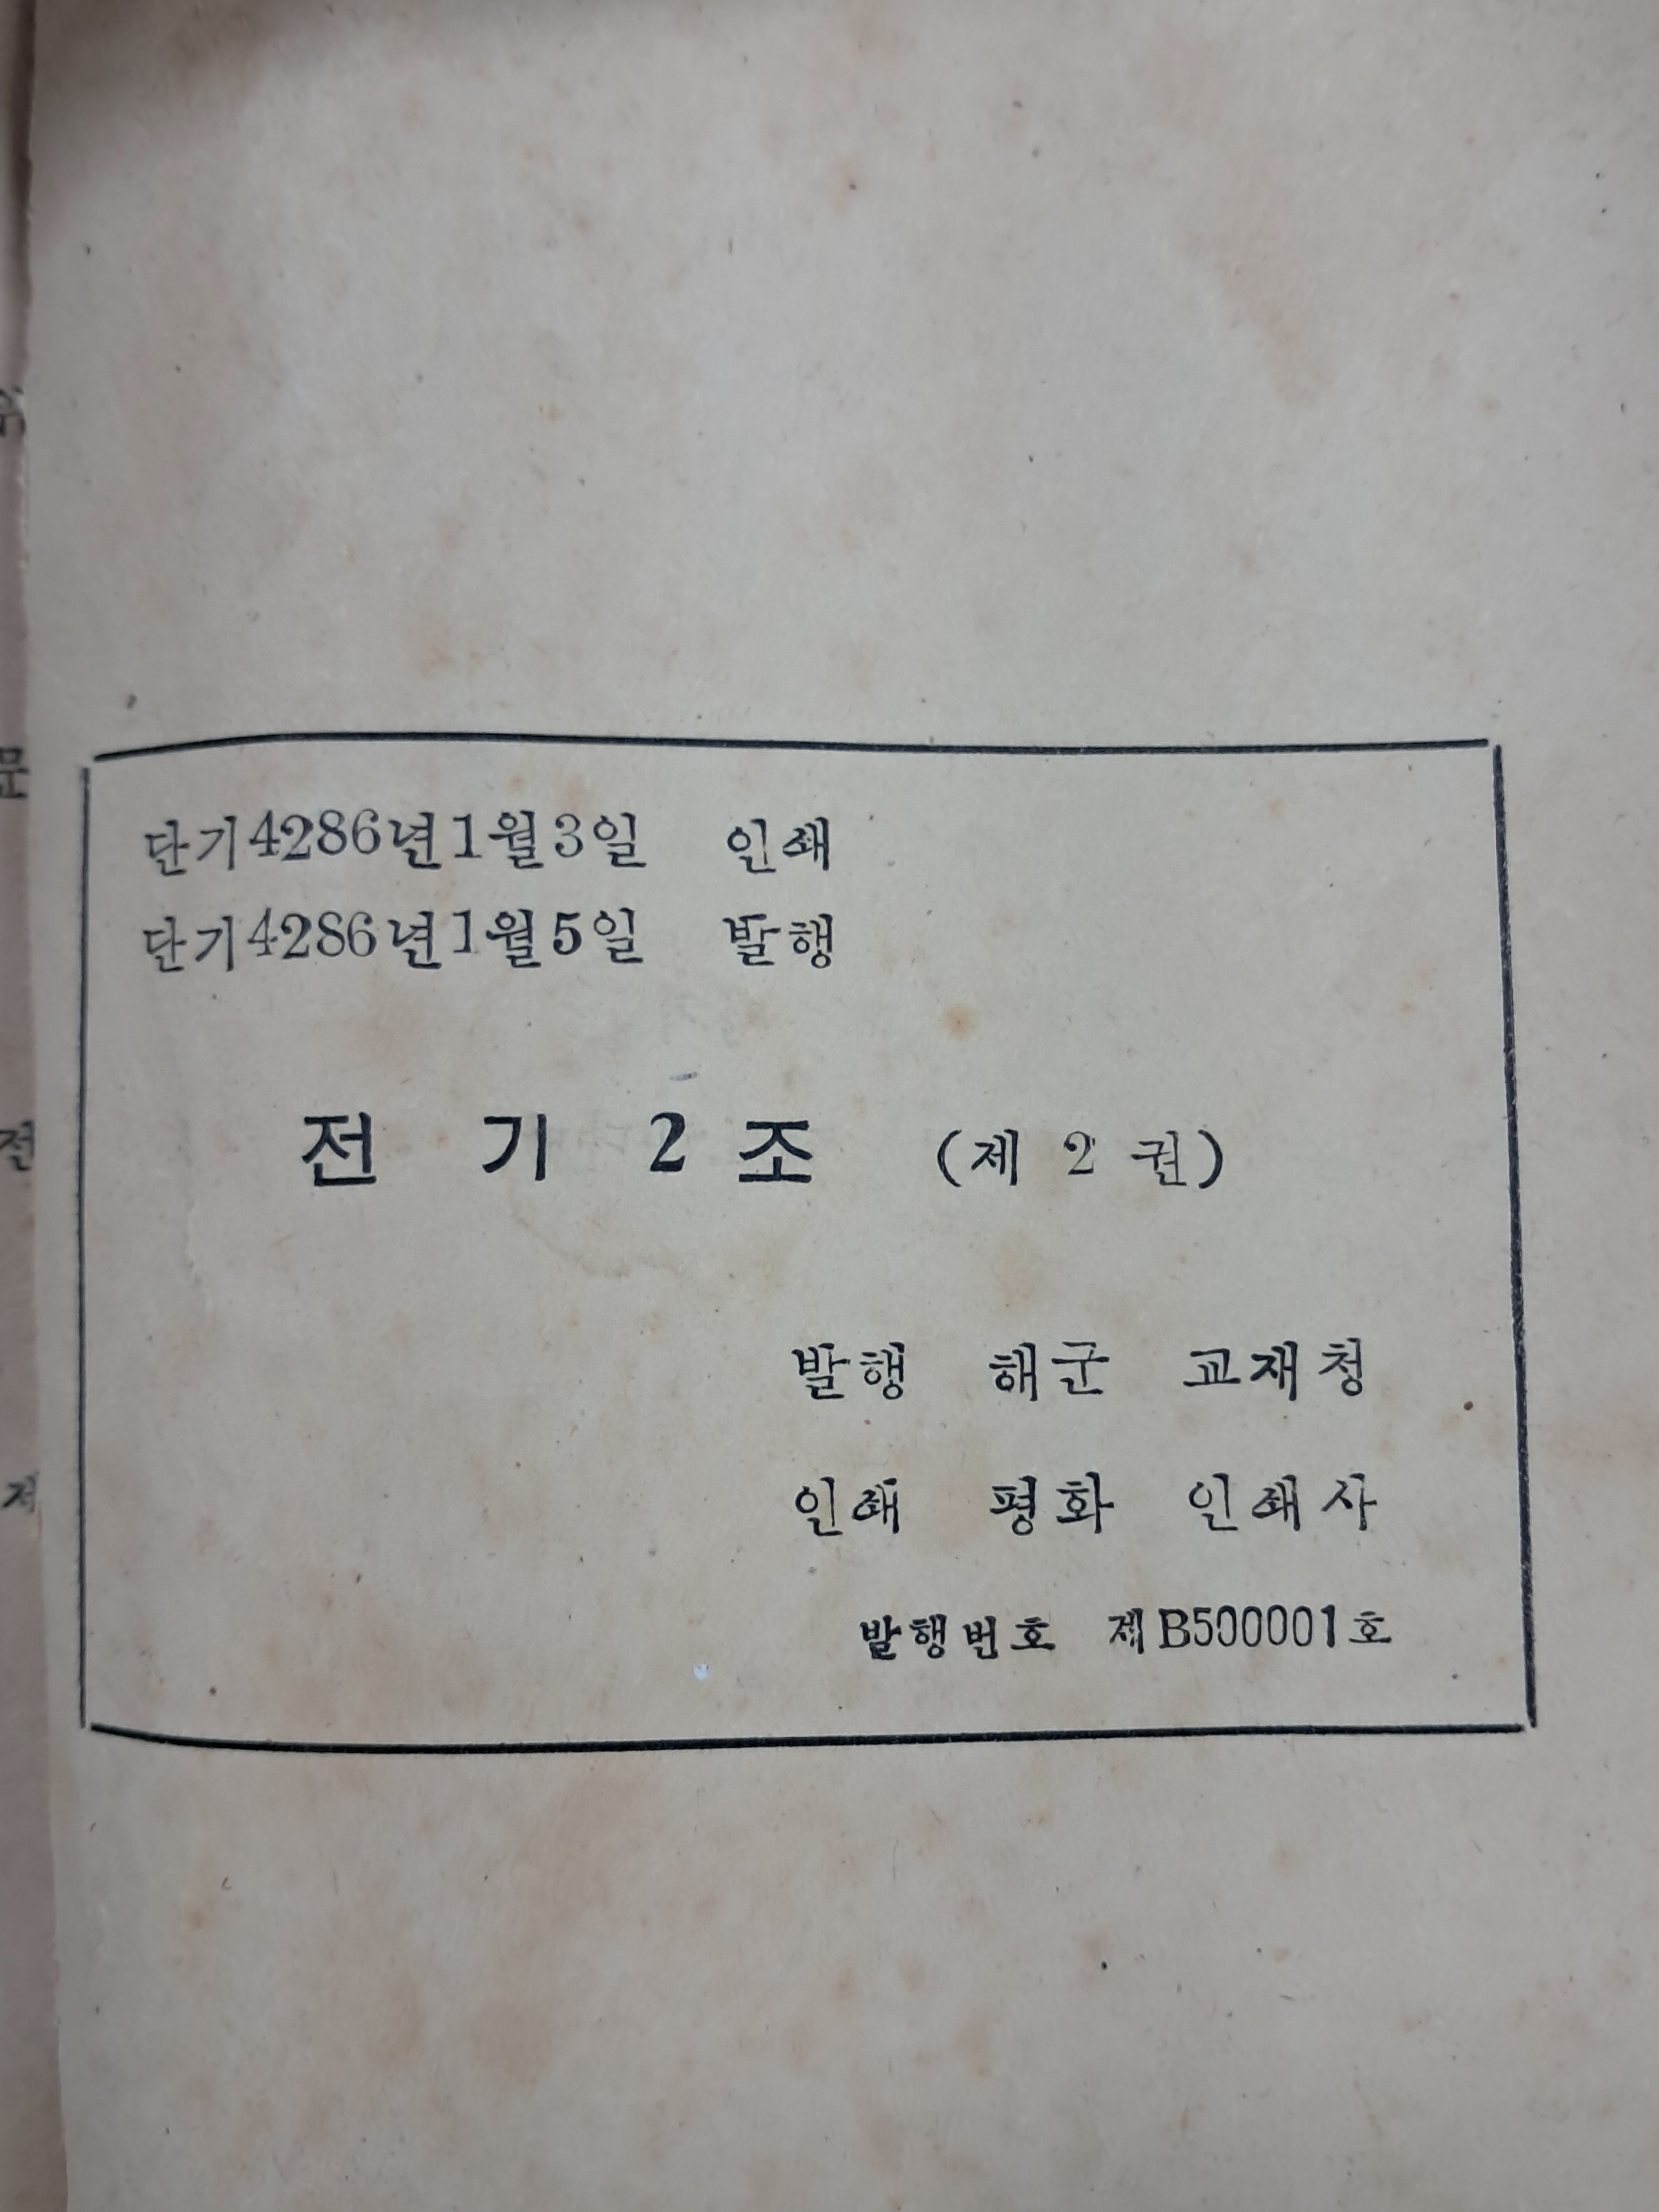 단기4286년1월3일 인쇄
단기4286년1월5일 발행
전 기 2 조 (제 2 권)
발행 해군 교재청
인쇄 평화 인쇄사
발행번호 제B500001호
문
전